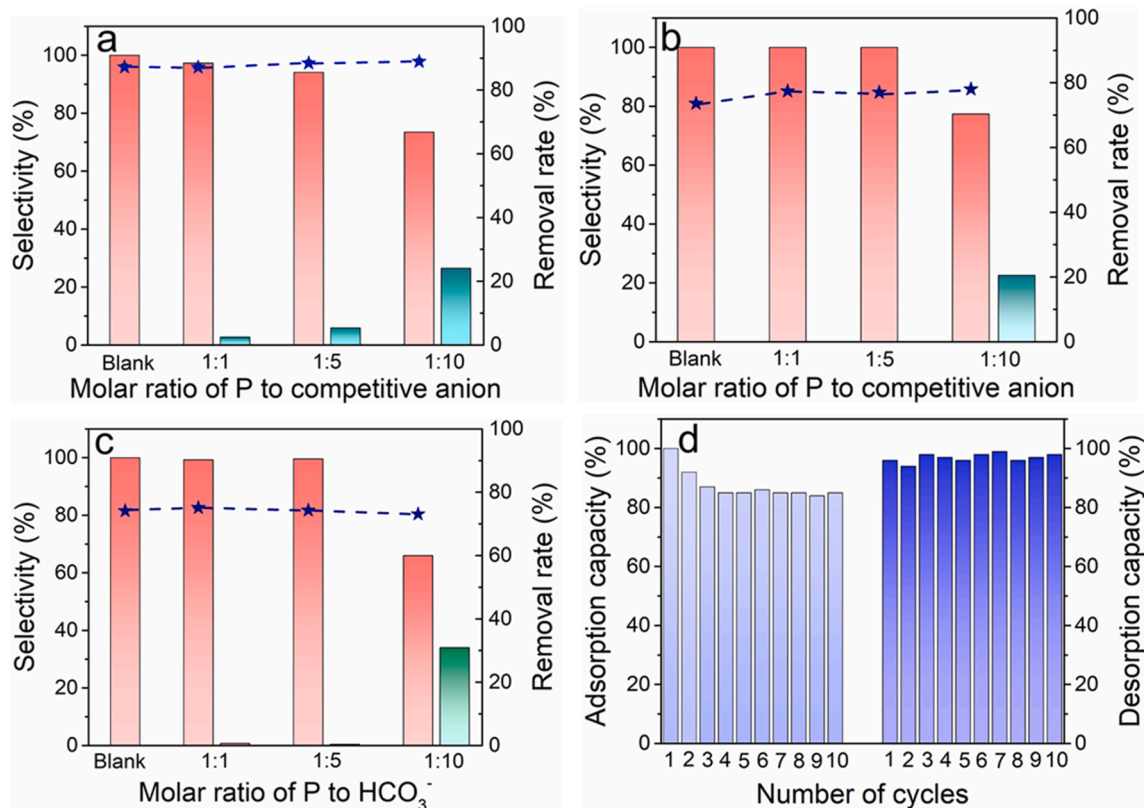 a
Selectivity (%)
100
80
60
40
20
0
Removal rate (%)
100
80
60
40
20
0
Blank 1:1 1:5 1:10
Molar ratio of P to competitive anion
b
Selectivity (%)
100
80
60
40
20
0
Removal rate (%)
100
80
60
40
20
0
Blank 1:1 1:5 1:10
Molar ratio of P to competitive anion
c
Selectivity (%)
100
80
60
40
20
0
Removal rate (%)
100
80
60
40
20
0
Blank 1:1 1:5 1:10
Molar ratio of P to HCO₃⁻
d
Adsorption capacity (%)
100
80
60
40
20
0
Desorption capacity (%)
100
80
60
40
20
0
1 2 3 4 5 6 7 8 9 10 1 2 3 4 5 6 7 8 9 10
Number of cycles